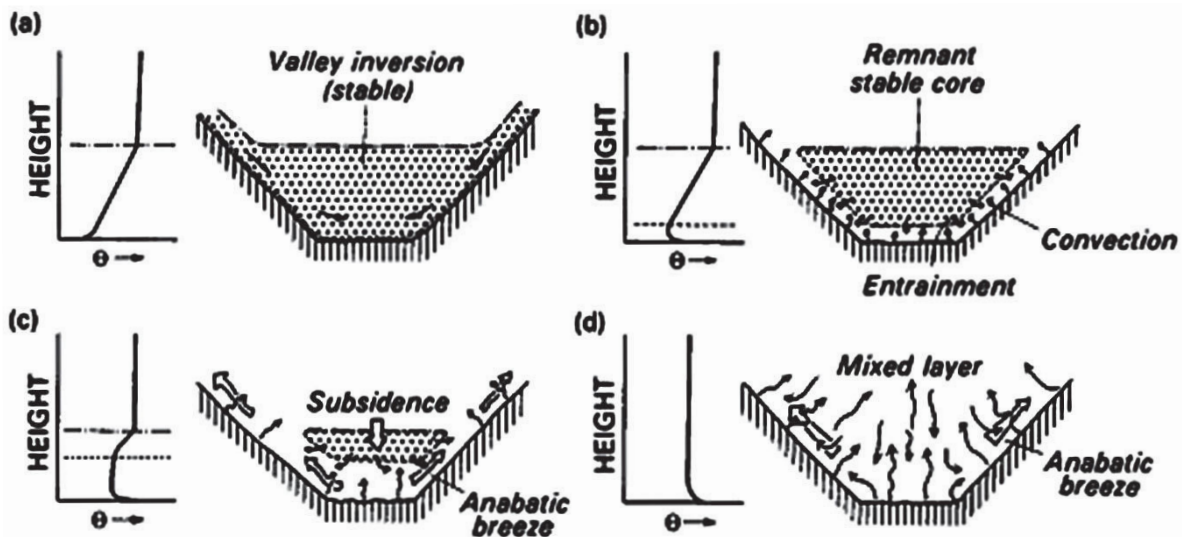 (a)
HEIGHT
Valley inversion
(stable)
θ
(b)
HEIGHT
Remnant
stable core
Convection
Entrainment
θ
(c)
HEIGHT
Subsidence
Anabatic
breeze
θ
(d)
HEIGHT
Mixed layer
Anabatic
breeze
θ